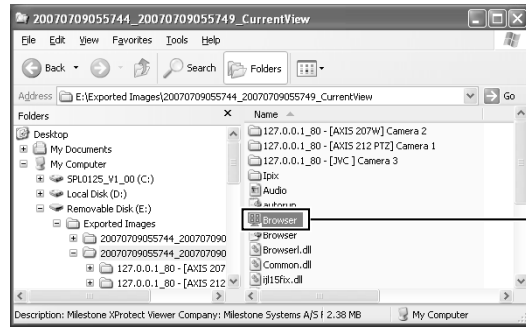 20070709055744_20070709055749_CurrentView
File Edit View Favorites Tools Help
Back Search Folders
Address E:\Exported Images\20070709055744_20070709055749_CurrentView Go
Folders x Name
Desktop
My Documents
My Computer
SPL0125_V1_00 (C:)
Local Disk (D:)
Removable Disk (E:)
Exported Images
20070709055744_200707090
20070709055744_200707090
127.0.0.1_80 - [AXIS 207
127.0.0.1_80 - [AXIS 212
127.0.0.1_80 - [AXIS 207W] Camera 2
127.0.0.1_80 - [AXIS 212 PTZ] Camera 1
127.0.0.1_80 - [JVC ] Camera 3
Ipix
Audio
autorun
Browser
Browser
Browserl.dll
Common.dll
ijl15fix.dll
Description: Milestone XProtect Viewer Company: Milestone Systems A/S F 2.38 MB My Computer